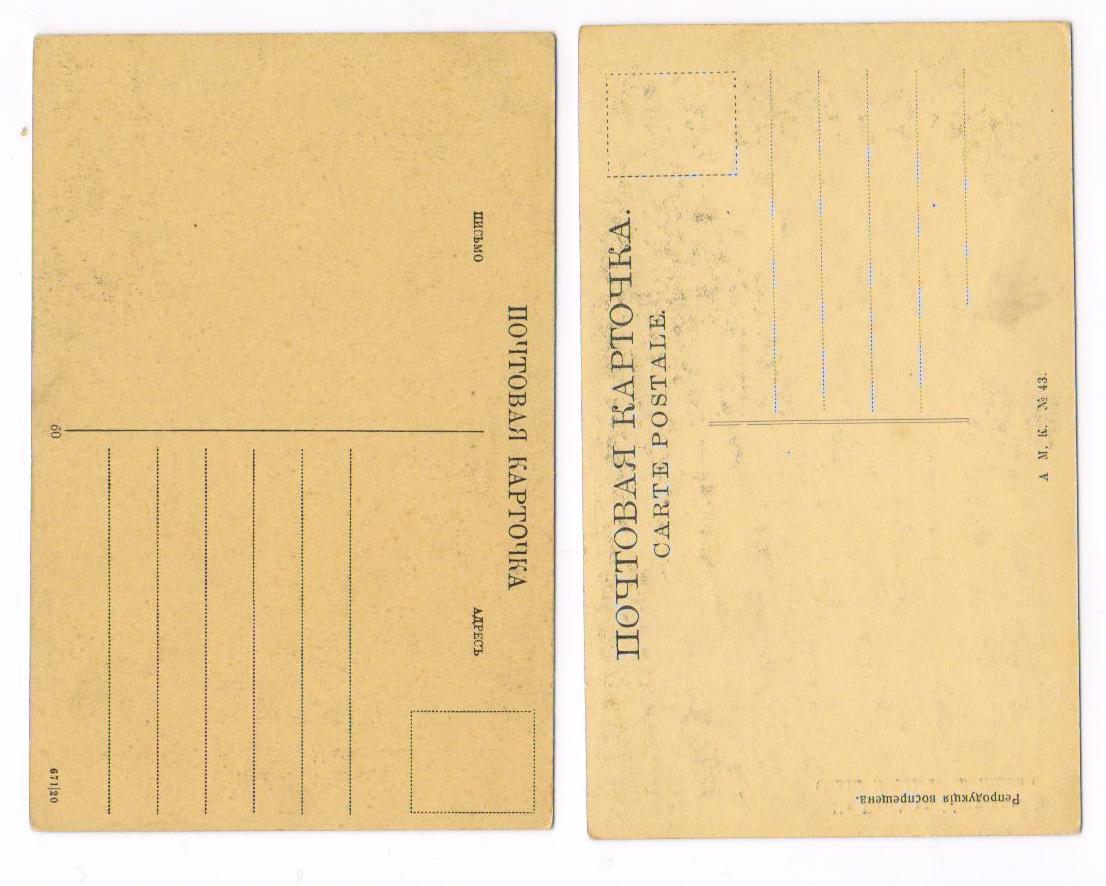 ПОЧТОВАЯ КАРТОЧКА
ПИСЬМО
АДРЕСЪ
60
671|20
ПОЧТОВАЯ КАРТОЧКА.
CARTE POSTALE.
А. М. К. № 43.
Репродукція воспрещена.